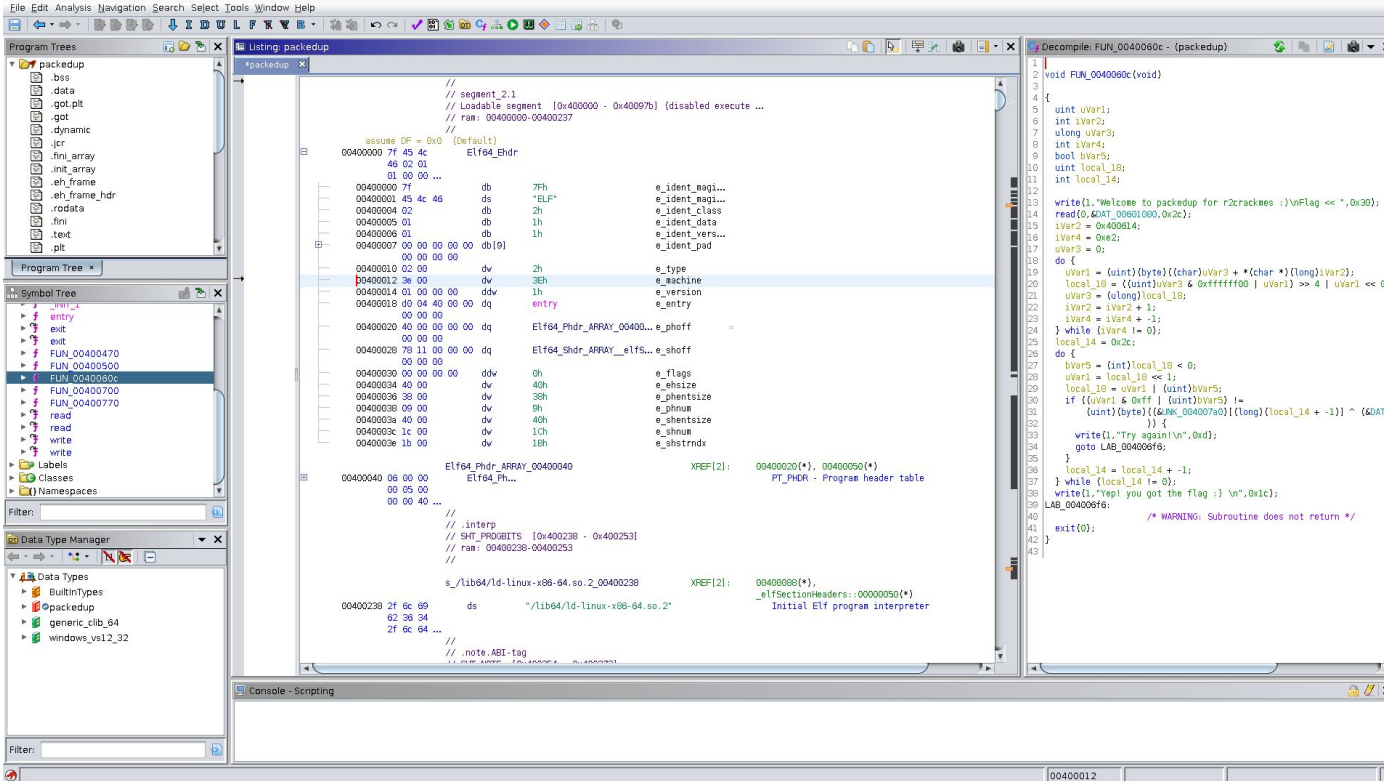 File Edit Analysis Navigation Search Select Tools Window Help
Program Trees
packedup
.bss
.data
.got.plt
.got
.dynamic
.jcr
.fini_array
.init_array
.eh_frame
.eh_frame_hdr
.rodata
.fini
.text
.plt
Program Tree ×
Symbol Tree
_INIT_1
entry
exit
exit
FUN_00400470
FUN_00400500
FUN_0040060c
FUN_00400700
FUN_00400770
read
read
write
write
Labels
Classes
Namespaces
Filter:
Data Type Manager
Data Types
BuiltInTypes
packedup
generic_clib_64
windows_vs12_32
Filter:
Listing: packedup
*packedup
//
// segment_2.1
// Loadable segment [0x400000 - 0x40097b] (disabled execute ...
// ram: 00400000-00400237
//
assume DF = 0x0 (Default)
00400000 7f 45 4c Elf64_Ehdr
46 02 01
01 00 00 ...
00400000 7f db 7Fh e_ident_magi...
00400001 45 4c 46 ds "ELF" e_ident_magi...
00400004 02 db 2h e_ident_class
00400005 01 db 1h e_ident_data
00400006 01 db 1h e_ident_vers...
00400007 00 00 00 00 00 db[9] e_ident_pad
00 00 00 00
00400010 02 00 dw 2h e_type
00400012 3e 00 dw 3Eh e_machine
00400014 01 00 00 00 ddw 1h e_version
00400018 d0 04 40 00 00 dq entry e_entry
00 00 00
00400020 40 00 00 00 00 dq Elf64_Phdr_ARRAY_00400... e_phoff =
00 00 00
00400028 78 11 00 00 00 dq Elf64_Shdr_ARRAY__elfS... e_shoff
00 00 00
00400030 00 00 00 00 ddw 0h e_flags
00400034 40 00 dw 40h e_ehsize
00400036 38 00 dw 38h e_phentsize
00400038 09 00 dw 9h e_phnum
0040003a 40 00 dw 40h e_shentsize
0040003c 1c 00 dw 1Ch e_shnum
0040003e 1b 00 dw 1Bh e_shstrndx
Elf64_Phdr_ARRAY_00400040 XREF[2]: 00400020(*), 00400050(*)
00400040 06 00 00 Elf64_Ph... PT_PHDR - Program header table
00 05 00
00 00 40 ...
//
// .interp
// SHT_PROGBITS [0x400238 - 0x400253]
// ram: 00400238-00400253
//
s_/lib64/ld-linux-x86-64.so.2_00400238 XREF[2]: 00400088(*),
_elfSectionHeaders::00000050(*)
00400238 2f 6c 69 ds "/lib64/ld-linux-x86-64.so.2" Initial Elf program interpreter
62 36 34
2f 6c 64 ...
//
// .note.ABI-tag
Decompile: FUN_0040060c - (packedup)
1
2 void FUN_0040060c(void)
3
4 {
5 uint uVar1;
6 int iVar2;
7 ulong uVar3;
8 int iVar4;
9 bool bVar5;
10 uint local_18;
11 int local_14;
12
13 write(1,"Welcome to packedup for r2crackmes :)\nFlag << ",0x30);
14 read(0,&DAT_00601080,0x2c);
15 iVar2 = 0x400614;
16 iVar4 = 0xe2;
17 uVar3 = 0;
18 do {
19 uVar1 = (uint)(byte)((char)uVar3 + *(char *)(long)iVar2);
20 local_18 = ((uint)uVar3 & 0xffffff00 | uVar1) >> 4 | uVar1 <<
21 uVar3 = (ulong)local_18;
22 iVar2 = iVar2 + 1;
23 iVar4 = iVar4 + -1;
24 } while (iVar4 != 0);
25 local_14 = 0x2c;
26 do {
27 bVar5 = (int)local_18 < 0;
28 uVar1 = local_18 << 1;
29 local_18 = uVar1 | (uint)bVar5;
30 if ((uVar1 & 0xff | (uint)bVar5) !=
31 (uint)(byte)((&UNK_004007a0)[(long)(local_14 + -1)] ^ (&DAT
32 )) {
33 write(1,"Try again!\n",0xd);
34 goto LAB_004006f6;
35 }
36 local_14 = local_14 + -1;
37 } while (local_14 != 0);
38 write(1,"Yep! you got the flag :) \n",0x1c);
39 LAB_004006f6:
40 /* WARNING: Subroutine does not return */
41 exit(0);
42 }
43
Console - Scripting
00400012